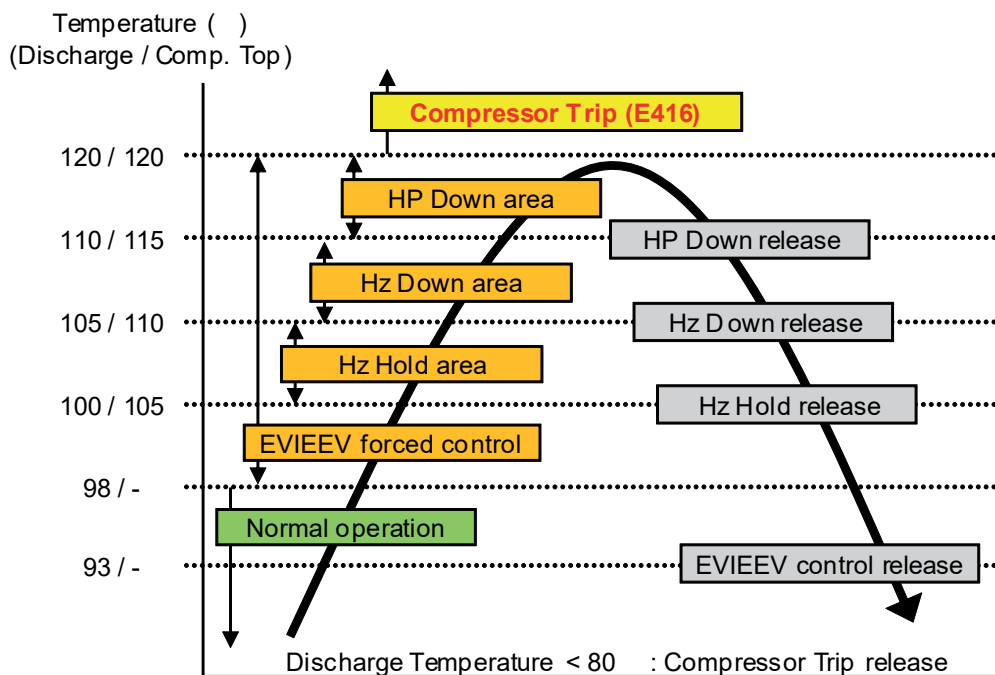 Temperature ( )
(Discharge / Comp. Top)
Compressor Trip (E416)
120 / 120
HP Down area
110 / 115
HP Down release
Hz Down area
105 / 110
Hz Down release
Hz Hold area
100 / 105
Hz Hold release
EVIEEV forced control
98 / -
Normal operation
93 / -
EVIEEV control release
Discharge Temperature < 80 : Compressor Trip release